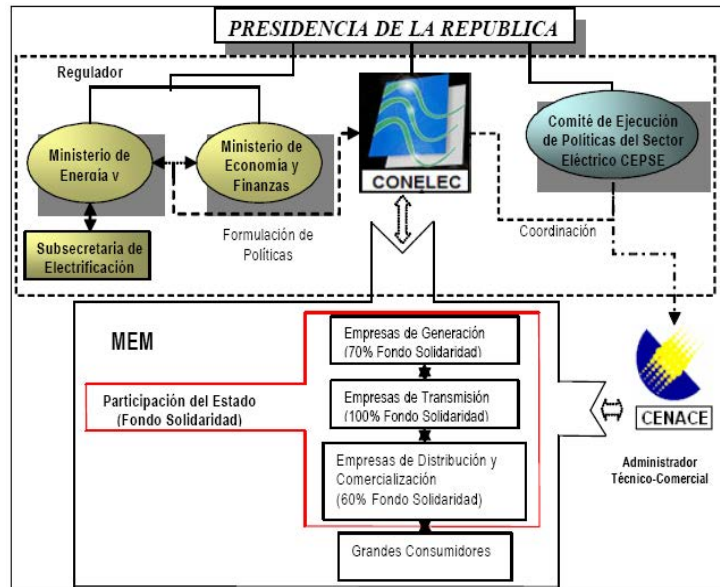 PRESIDENCIA DE LA REPUBLICA
Regulador
Ministerio de
Energía y
Ministerio de
Economía y
Finanzas
CONELEC
Comité de Ejecución
de Políticas del Sector
Eléctrico CEPSE
Subsecretaria de
Electrificación
Formulación de
Políticas
Coordinación
MEM
Empresas de Generación
(70% Fondo Solidaridad)
Participación del Estado
(Fondo Solidaridad)
Empresas de Transmisión
(100% Fondo Solidaridad)
Empresas de Distribución y
Comercialización
(60% Fondo Solidaridad)
Grandes Consumidores
CENACE
Administrador
Técnico-Comercial